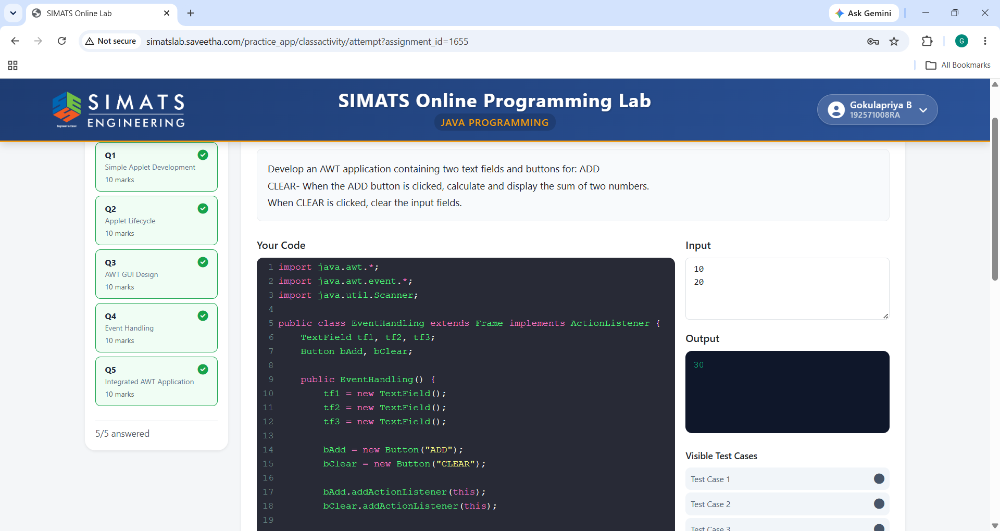 SIMATS Online Lab
Ask Gemini
Not secure
simatslab.saveetha.com/practice_app/classactivity/attempt?assignment_id=1655
G
All Bookmarks
SIMATS
ENGINEERING
Engineer to Excel
SIMATS Online Programming Lab
JAVA PROGRAMMING
Gokulapriya B
192571008RA
Q1
Simple Applet Development
10 marks
Q2
Applet Lifecycle
10 marks
Q3
AWT GUI Design
10 marks
Q4
Event Handling
10 marks
Q5
Integrated AWT Application
10 marks
5/5 answered
Develop an AWT application containing two text fields and buttons for: ADD
CLEAR- When the ADD button is clicked, calculate and display the sum of two numbers.
When CLEAR is clicked, clear the input fields.
Your Code
1 import java.awt.*;
2 import java.awt.event.*;
3 import java.util.Scanner;
4
5 public class EventHandling extends Frame implements ActionListener {
6     TextField tf1, tf2, tf3;
7     Button bAdd, bClear;
8
9     public EventHandling() {
10         tf1 = new TextField();
11         tf2 = new TextField();
12         tf3 = new TextField();
13
14         bAdd = new Button("ADD");
15         bClear = new Button("CLEAR");
16
17         bAdd.addActionListener(this);
18         bClear.addActionListener(this);
19
Input
10
20
Output
30
Visible Test Cases
Test Case 1
Test Case 2
Test Case 3